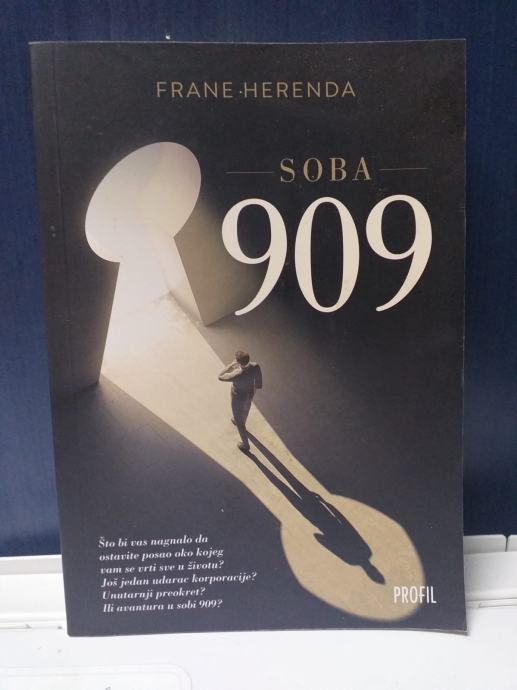 FRANE HERENDA
SOBA
909
Što bi vas nagnalo da
ostavite posao oko kojeg
vam se vrti sve u životu?
Još jedan udarac korporacije?
Unutarnji preokret?
Ili avantura u sobi 909?
PROFIL